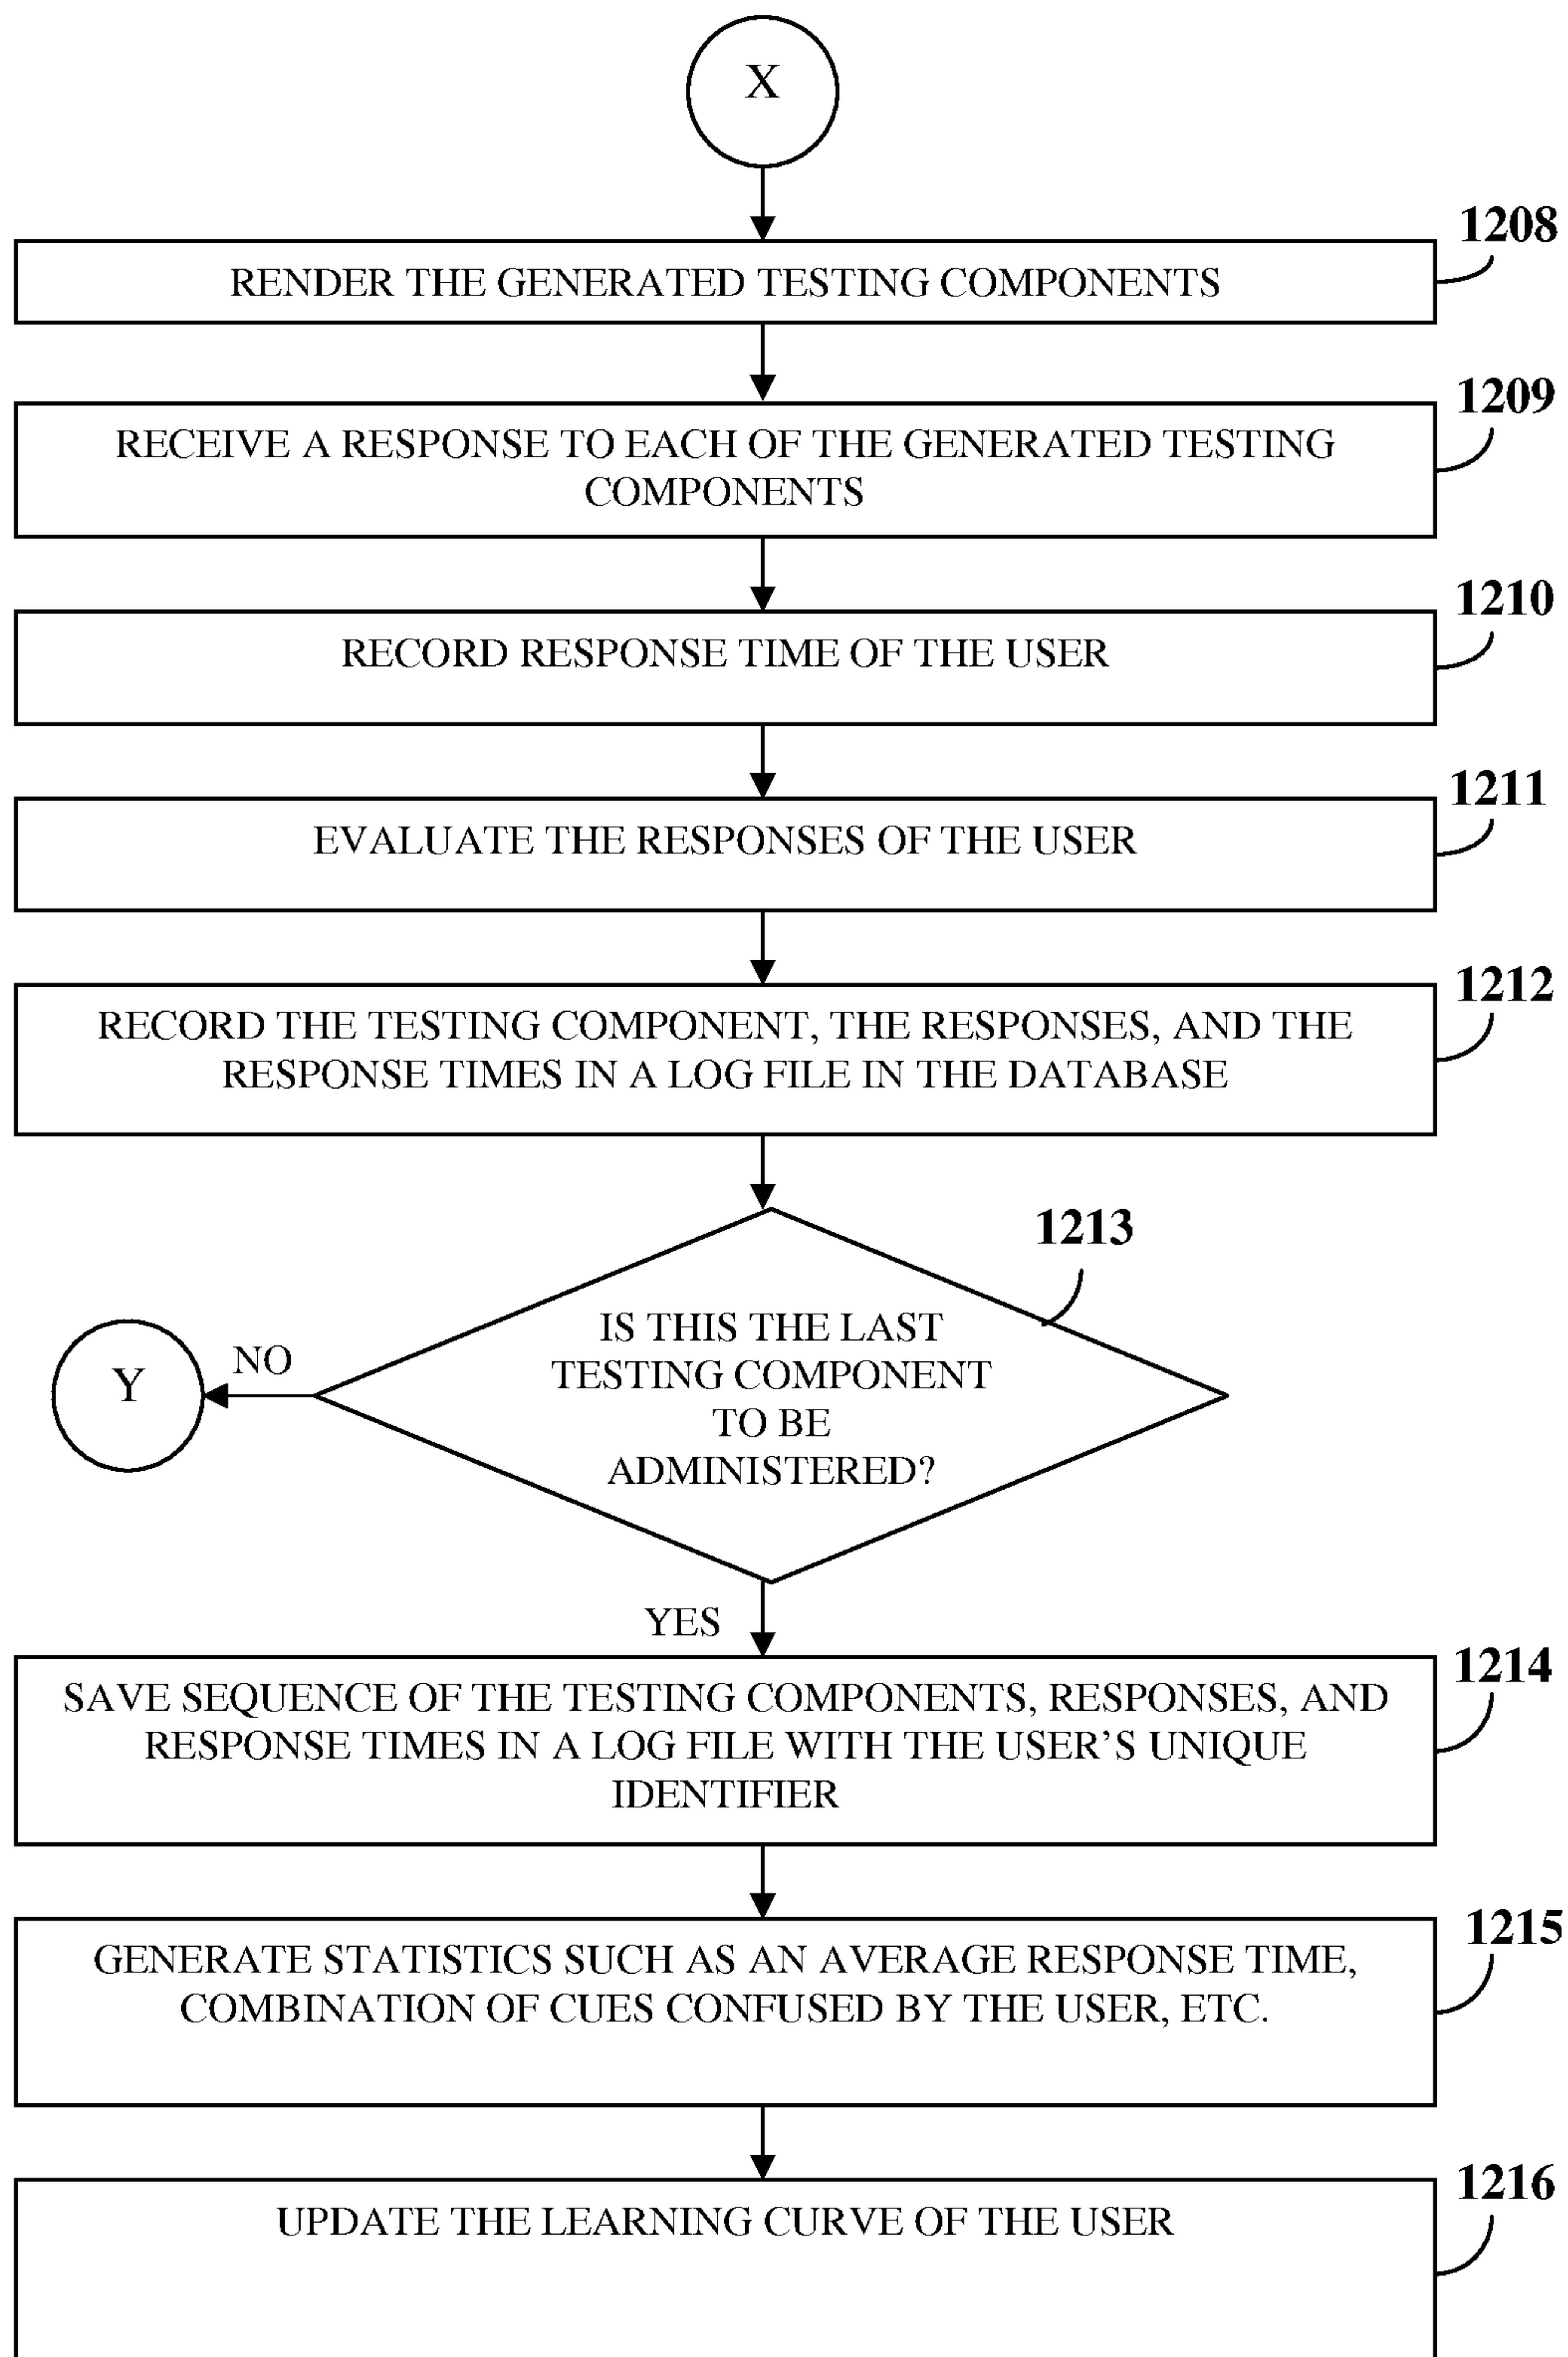 X
1208
RENDER THE GENERATED TESTING COMPONENTS
1209
RECEIVE A RESPONSE TO EACH OF THE GENERATED TESTING
COMPONENTS
1210
RECORD RESPONSE TIME OF THE USER
1211
EVALUATE THE RESPONSES OF THE USER
1212
RECORD THE TESTING COMPONENT, THE RESPONSES, AND THE
RESPONSE TIMES IN A LOG FILE IN THE DATABASE
1213
IS THIS THE LAST
TESTING COMPONENT
TO BE
ADMINISTERED?
NO
Y
YES
1214
SAVE SEQUENCE OF THE TESTING COMPONENTS, RESPONSES, AND
RESPONSE TIMES IN A LOG FILE WITH THE USER’S UNIQUE
IDENTIFIER
1215
GENERATE STATISTICS SUCH AS AN AVERAGE RESPONSE TIME,
COMBINATION OF CUES CONFUSED BY THE USER, ETC.
1216
UPDATE THE LEARNING CURVE OF THE USER